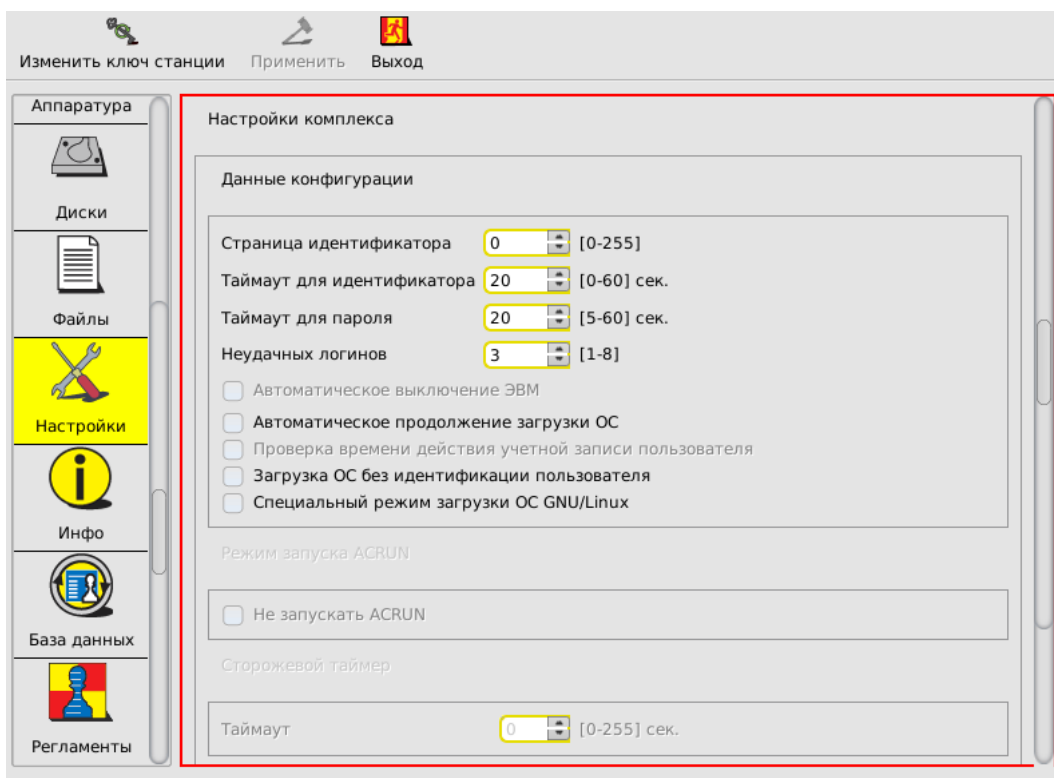 Изменить ключ станции Применить Выход
Аппаратура
Диски
Файлы
Настройки
Инфо
База данных
Регламенты
Настройки комплекса
Данные конфигурации
Страница идентификатора 0 [0-255]
Таймаут для идентификатора 20 [0-60] сек.
Таймаут для пароля 20 [5-60] сек.
Неудачных логинов 3 [1-8]
Автоматическое выключение ЭВМ
Автоматическое продолжение загрузки ОС
Проверка времени действия учетной записи пользователя
Загрузка ОС без идентификации пользователя
Специальный режим загрузки ОС GNU/Linux
Режим запуска ACRUN
Не запускать ACRUN
Сторожевой таймер
Таймаут 0 [0-255] сек.